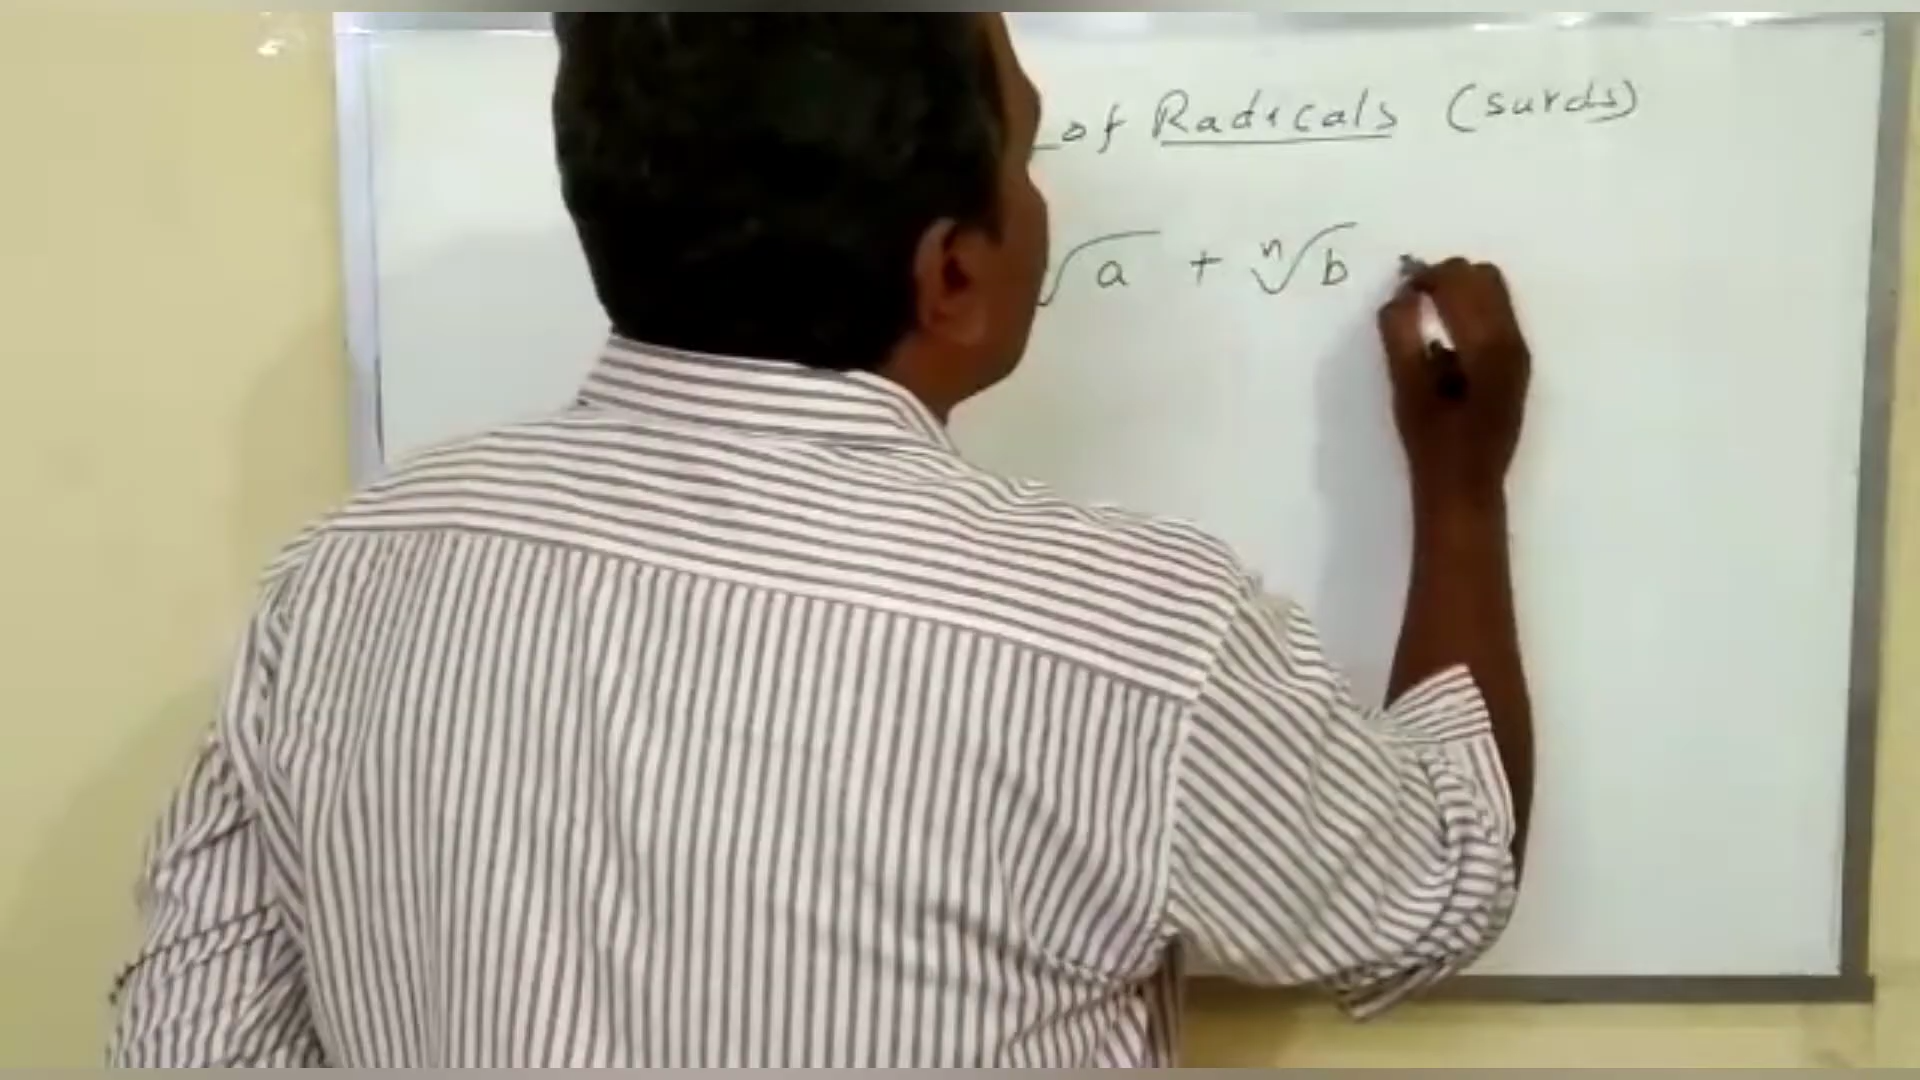 of Radicals (surds)
√a + ⁿ√b